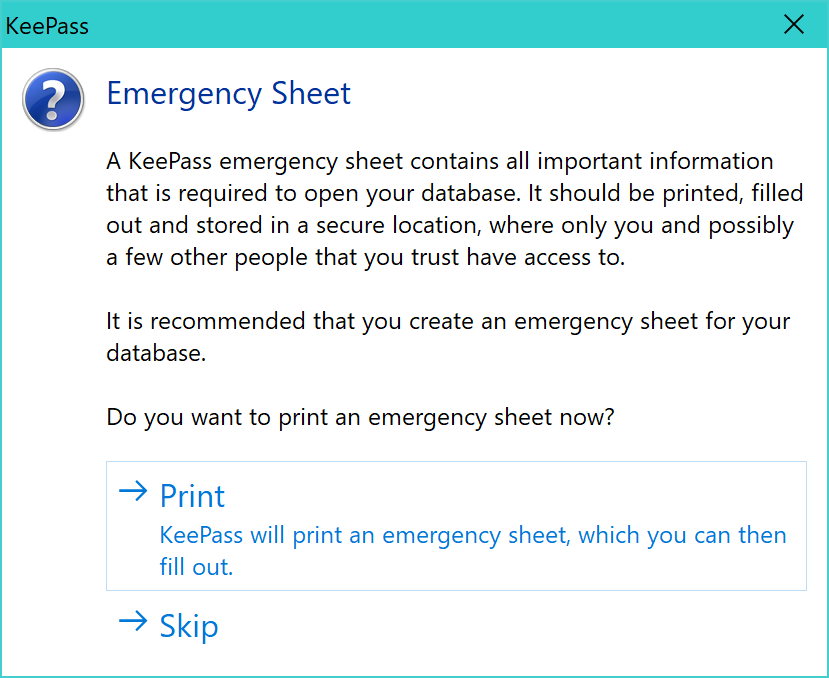 KeePass
Emergency Sheet
A KeePass emergency sheet contains all important information
that is required to open your database. It should be printed, filled
out and stored in a secure location, where only you and possibly
a few other people that you trust have access to.
It is recommended that you create an emergency sheet for your
database.
Do you want to print an emergency sheet now?
Print
KeePass will print an emergency sheet, which you can then
fill out.
Skip